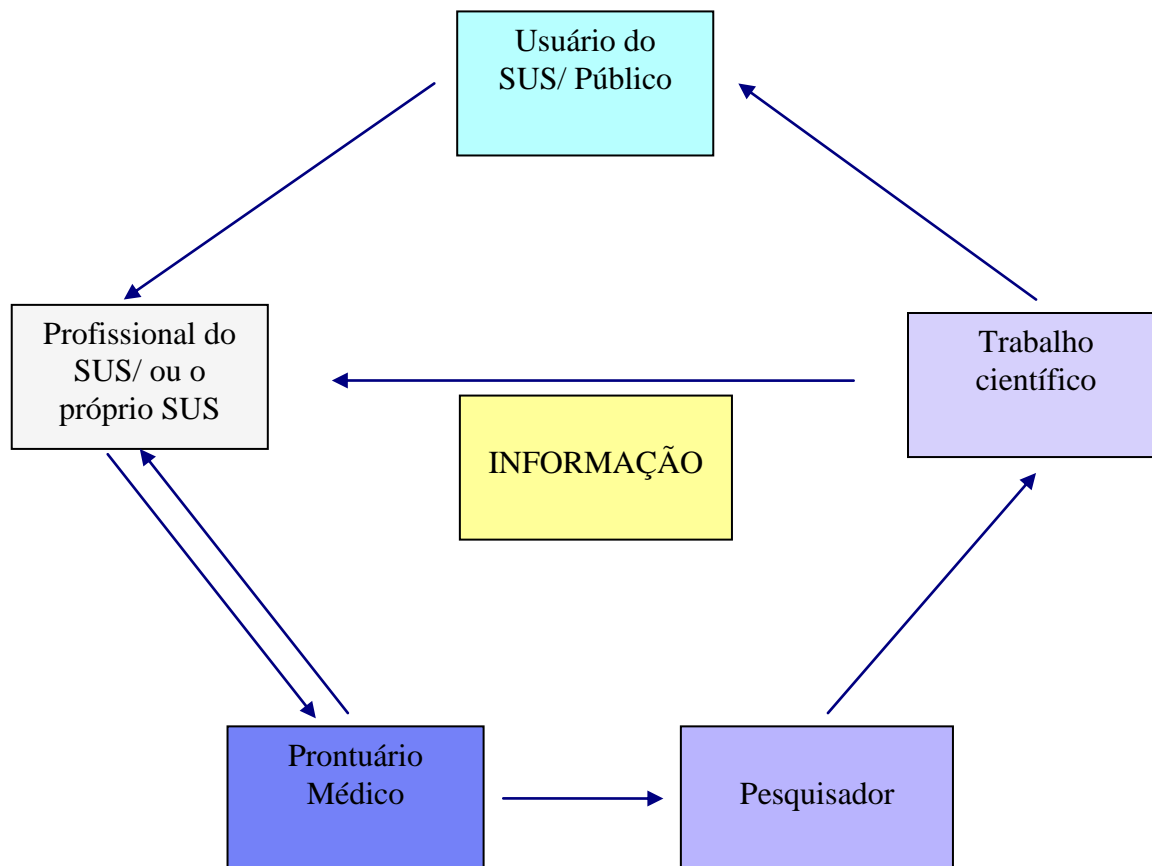 Usuário do
SUS/ Público
Profissional do
SUS/ ou o
próprio SUS
Trabalho
científico
INFORMAÇÃO
Prontuário
Médico
Pesquisador